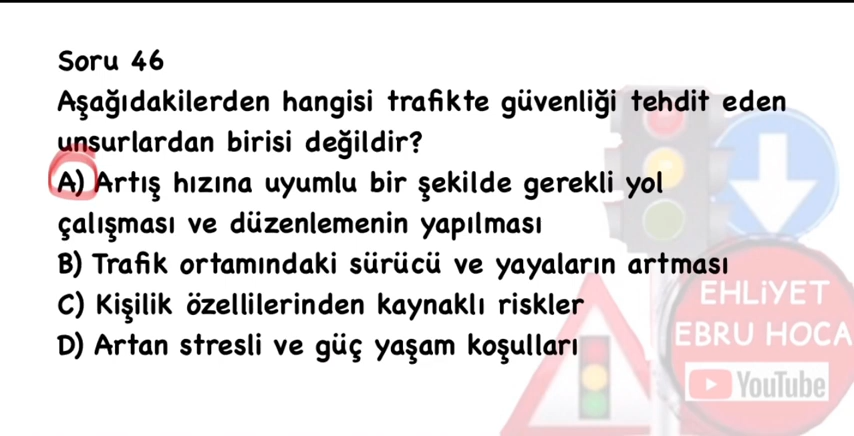 Soru 46
Aşağıdakilerden hangisi trafikte güvenliği tehdit eden
unsurlardan birisi değildir?
A) Artış hızına uyumlu bir şekilde gerekli yol
çalışması ve düzenlemenin yapılması
B) Trafik ortamındaki sürücü ve yayaların artması
C) Kişilik özellilerinden kaynaklı riskler
D) Artan stresli ve güç yaşam koşulları
EHLİYET
EBRU HOCA
YouTube